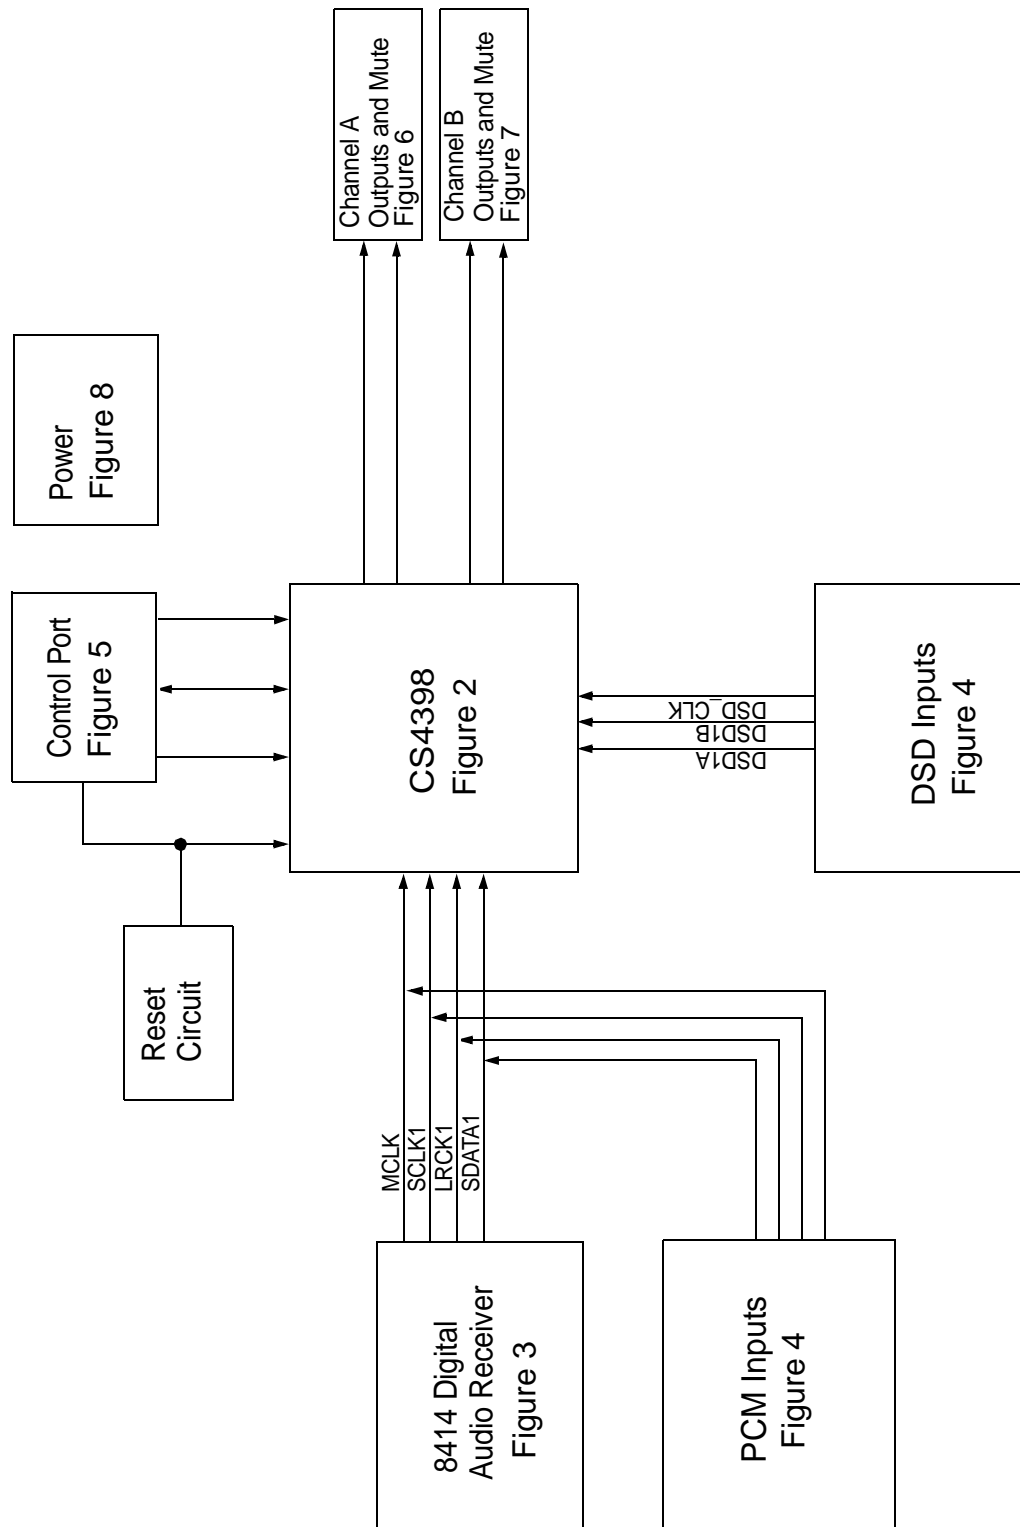 Power
Figure 8
Control Port
Figure 5
Reset
Circuit
8414 Digital
Audio Receiver
Figure 3
MCLK
SCLK1
LRCK1
SDATA1
CS4398
Figure 2
Channel A
Outputs and Mute
Figure 6
Channel B
Outputs and Mute
Figure 7
PCM Inputs
Figure 4
DSD1A
DSD1B
DSD_CLK
DSD Inputs
Figure 4